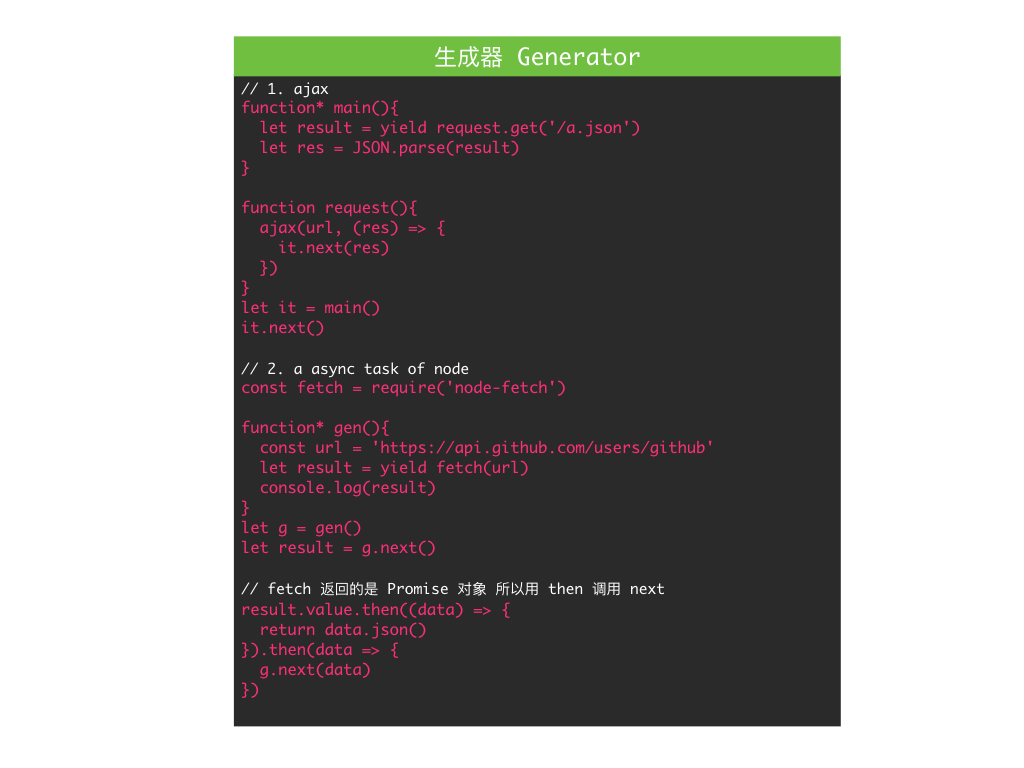 生成器 Generator
// 1. ajax
function* main(){
  let result = yield request.get('/a.json')
  let res = JSON.parse(result)
}

function request(){
  ajax(url, (res) => {
    it.next(res)
  })
}
let it = main()
it.next()

// 2. a async task of node
const fetch = require('node-fetch')

function* gen(){
  const url = 'https://api.github.com/users/github'
  let result = yield fetch(url)
  console.log(result)
}
let g = gen()
let result = g.next()

// fetch 返回的是 Promise 对象 所以用 then 调用 next
result.value.then((data) => {
  return data.json()
}).then(data => {
  g.next(data)
})